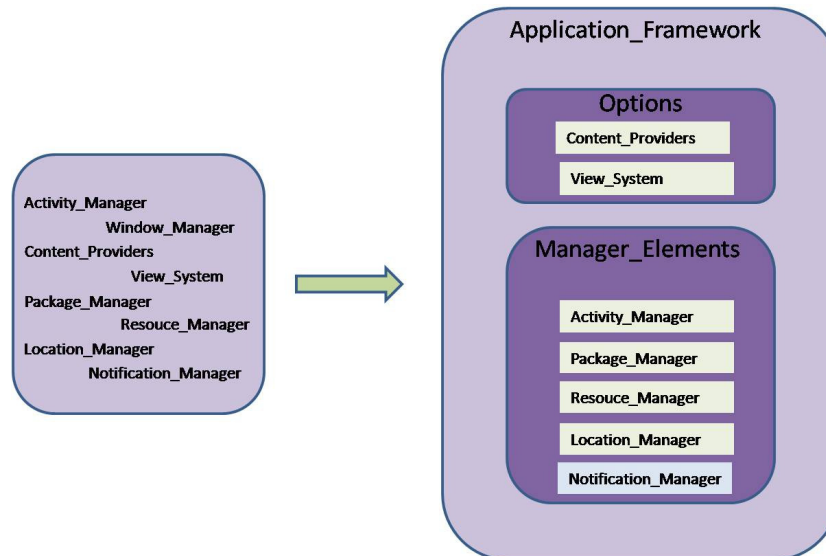 Activity_Manager
Window_Manager
Content_Providers
View_System
Package_Manager
Resouce_Manager
Location_Manager
Notification_Manager
Application_Framework
Options
Content_Providers
View_System
Manager_Elements
Activity_Manager
Package_Manager
Resouce_Manager
Location_Manager
Notification_Manager